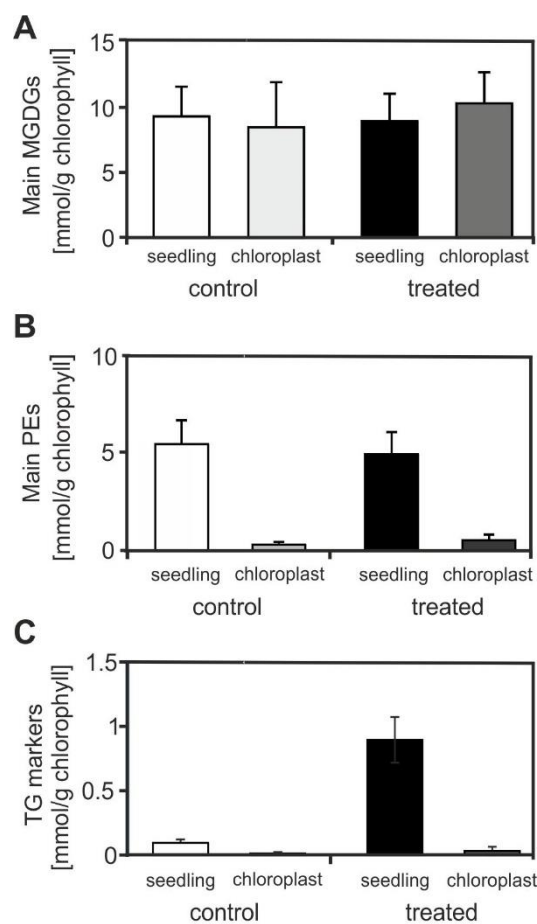 A
Main MGDGs
[mmol/g chlorophyll]
15
10
5
0
seedling chloroplast seedling chloroplast
control treated
B
Main PEs
[mmol/g chlorophyll]
10
5
0
seedling chloroplast seedling chloroplast
control treated
C
TG markers
[mmol/g chlorophyll]
1.5
1
0.5
0
seedling chloroplast seedling chloroplast
control treated